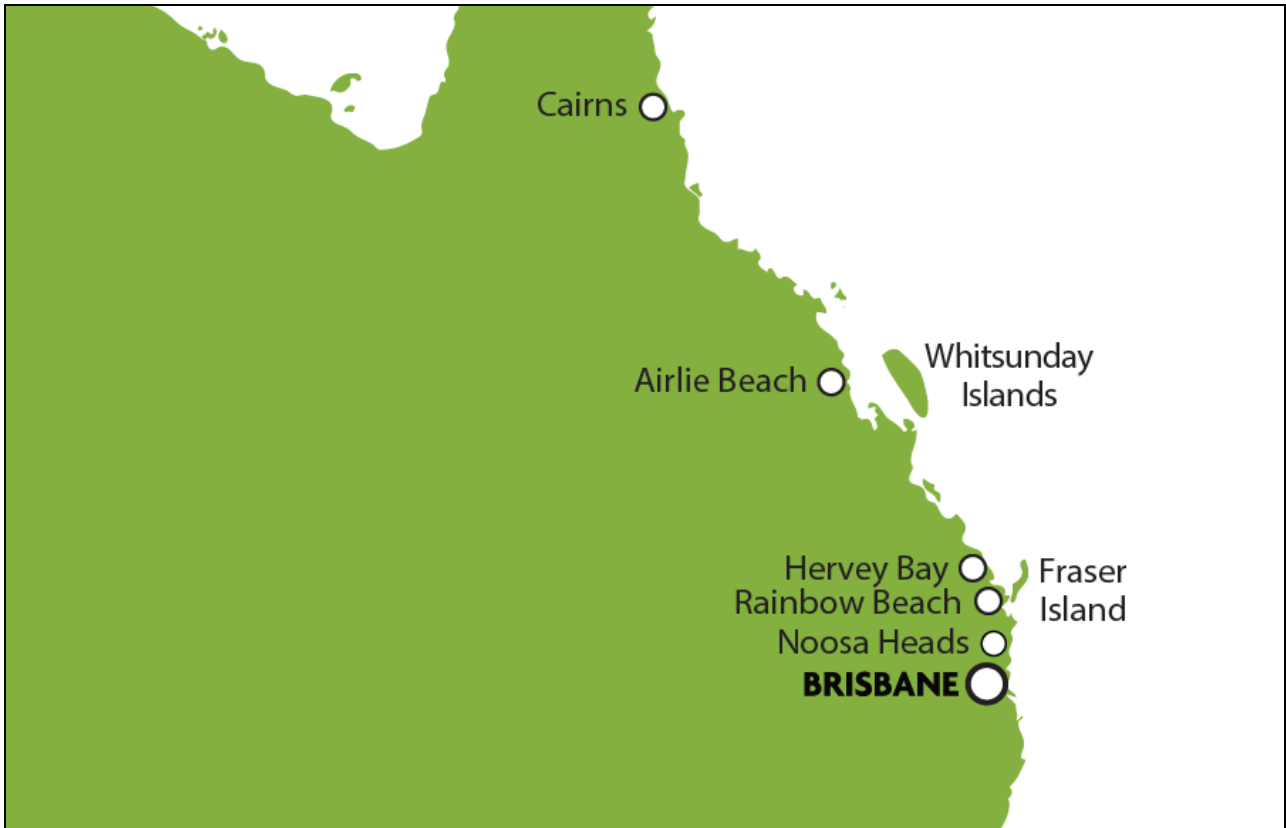 Cairns
Whitsunday
Islands
Airlie Beach
Hervey Bay
Fraser
Island
Rainbow Beach
Noosa Heads
BRISBANE